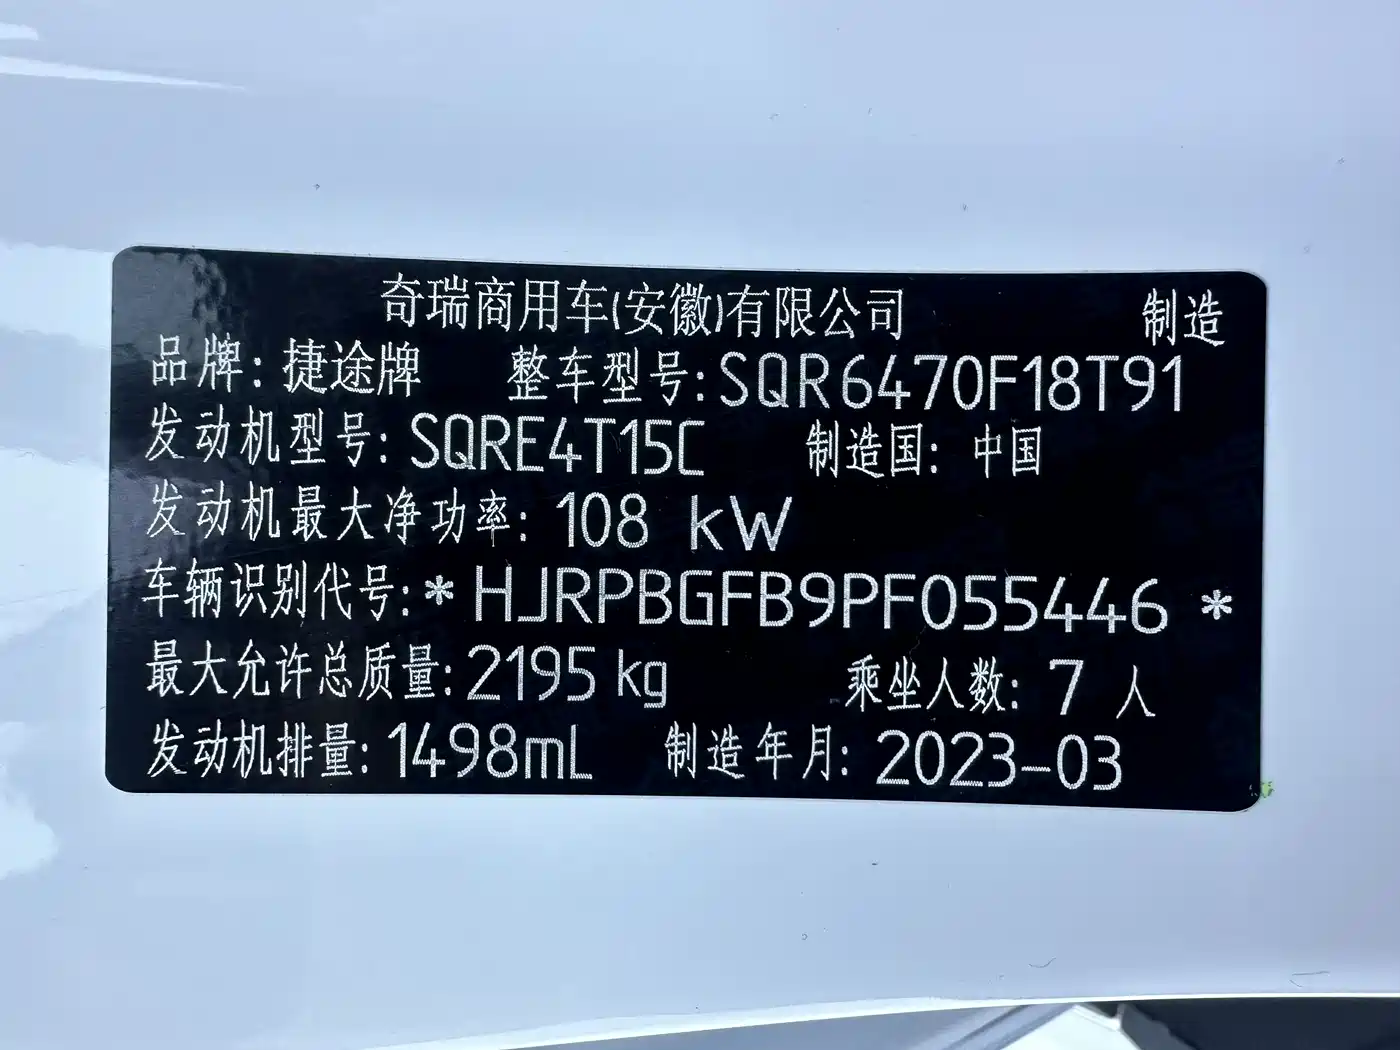 奇瑞商用车(安徽)有限公司 制造
品牌: 捷途牌 整车型号: SQR6470F18T91
发动机型号: SQRE4T15C 制造国: 中国
发动机最大净功率: 108 kW
车辆识别代号: * HJRPBGFB9PF055446 *
最大允许总质量: 2195 kg 乘坐人数: 7 人
发动机排量: 1498mL 制造年月: 2023-03